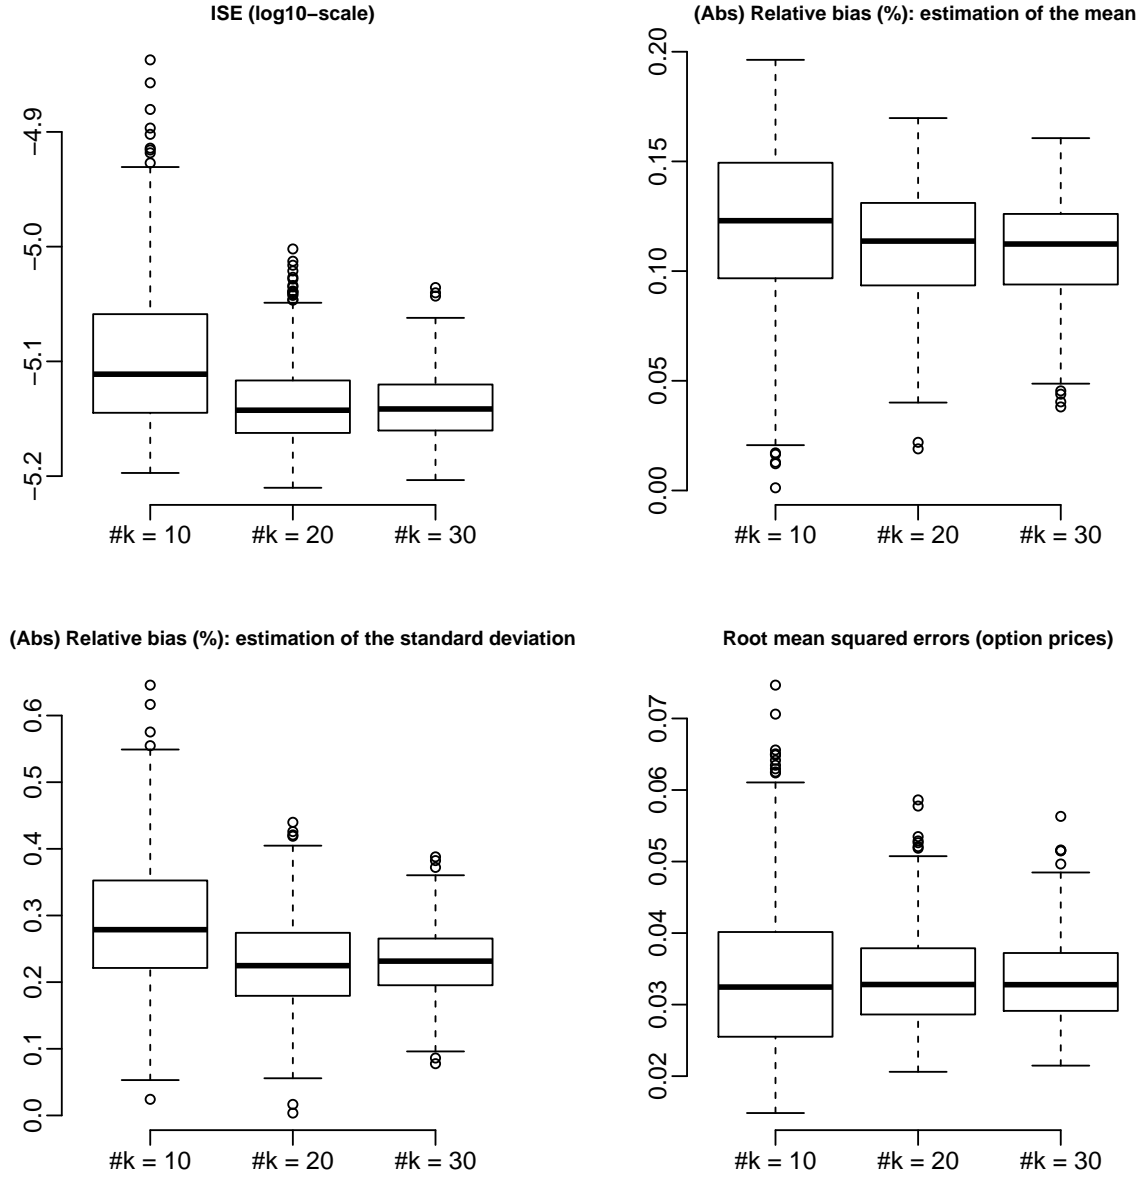 ISE (log10−scale)
−4.9
−5.0
−5.1
−5.2
#k = 10 #k = 20 #k = 30
(Abs) Relative bias (%): estimation of the mean
0.20
0.15
0.10
0.05
0.00
#k = 10 #k = 20 #k = 30
(Abs) Relative bias (%): estimation of the standard deviation
0.6
0.5
0.4
0.3
0.2
0.1
0.0
#k = 10 #k = 20 #k = 30
Root mean squared errors (option prices)
0.07
0.06
0.05
0.04
0.03
0.02
#k = 10 #k = 20 #k = 30